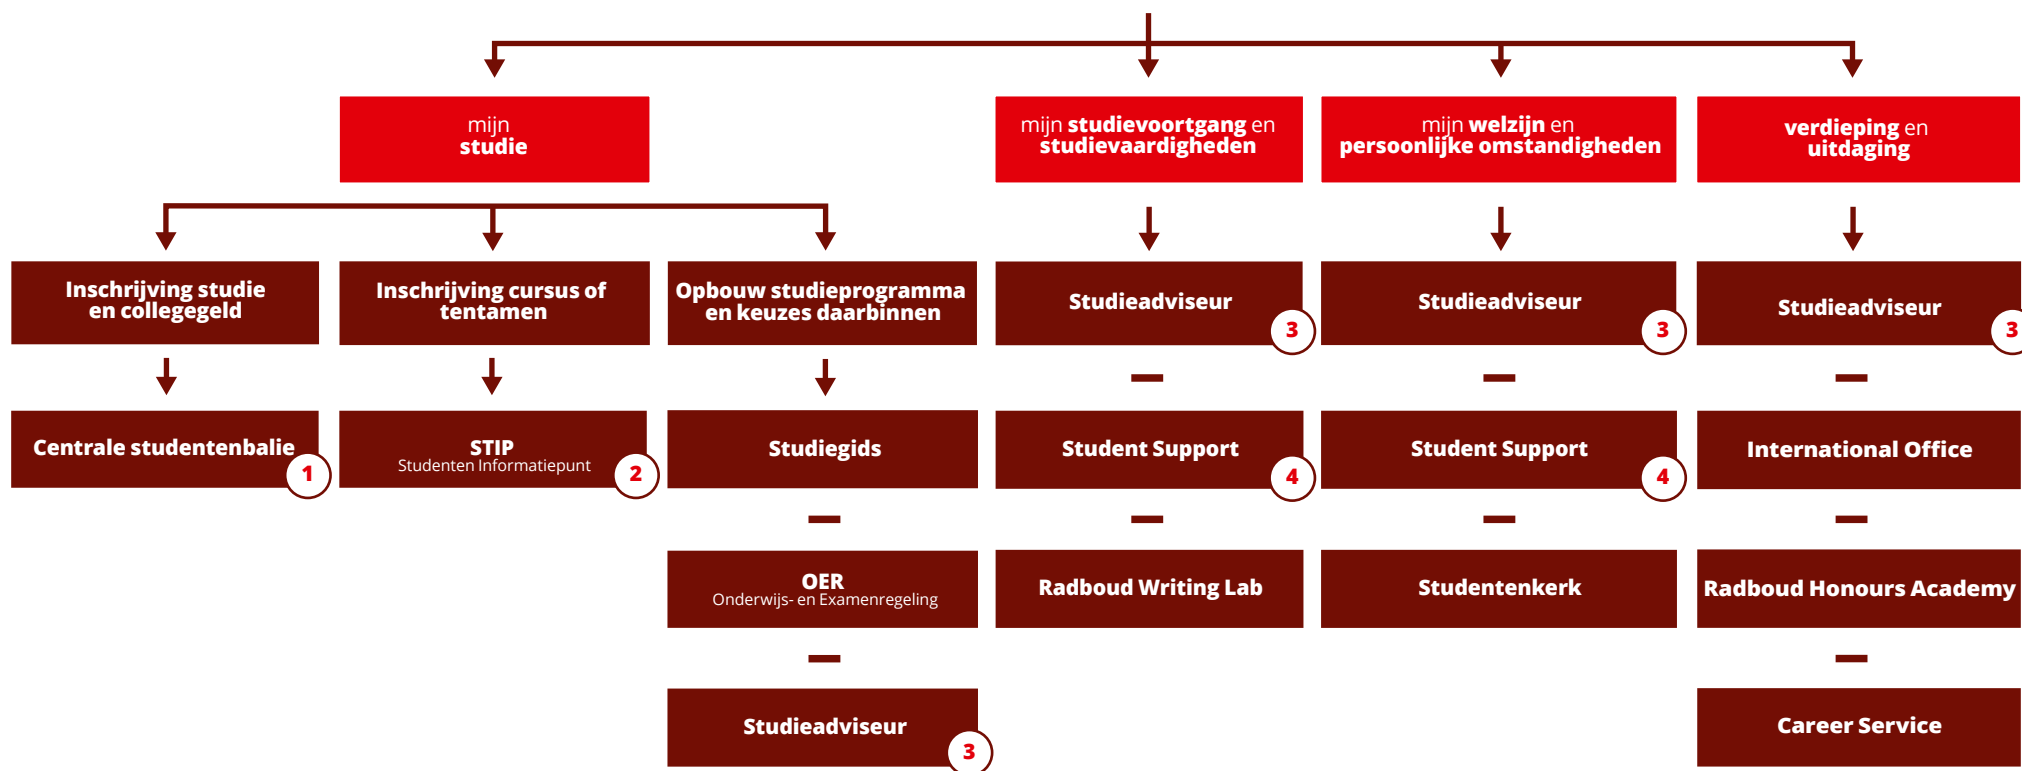 mijn
studie
mijn studievoortgang en
studievaardigheden
mijn welzijn en
persoonlijke omstandigheden
verdieping en
uitdaging
Inschrijving studie
en collegegeld
Inschrijving cursus of
tentamen
Opbouw studieprogramma
en keuzes daarbinnen
Studieadviseur
3
Studieadviseur
3
Studieadviseur
3
Centrale studentenbalie
1
STIP
Studenten Informatiepunt
2
Studiegids
Student Support
4
Student Support
4
International Office
OER
Onderwijs- en Examenregeling
Radboud Writing Lab
Studentenkerk
Radboud Honours Academy
Studieadviseur
3
Career Service